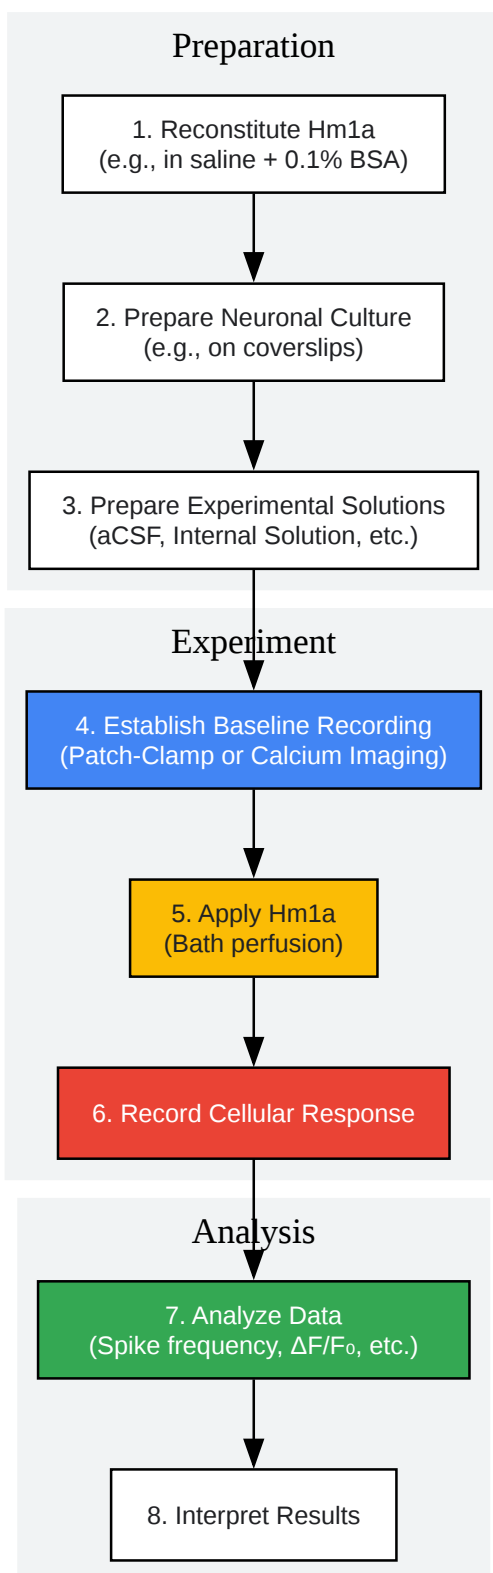 Preparation
1. Reconstitute Hm1a
(e.g., in saline + 0.1% BSA)
2. Prepare Neuronal Culture
(e.g., on coverslips)
3. Prepare Experimental Solutions
(aCSF, Internal Solution, etc.)
Experiment
4. Establish Baseline Recording
(Patch-Clamp or Calcium Imaging)
5. Apply Hm1a
(Bath perfusion)
6. Record Cellular Response
Analysis
7. Analyze Data
(Spike frequency, ΔF/F₀, etc.)
8. Interpret Results